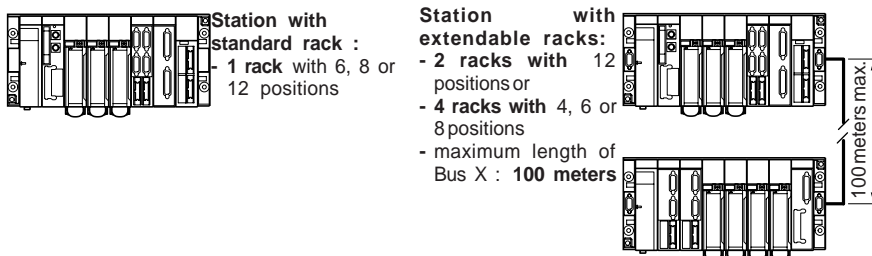 Station with
standard rack :
- 1 rack with 6, 8 or
12 positions
Station with
extendable racks:
- 2 racks with 12
positions or
- 4 racks with 4, 6 or
8 positions
- maximum length of
Bus X : 100 meters
100 meters max.